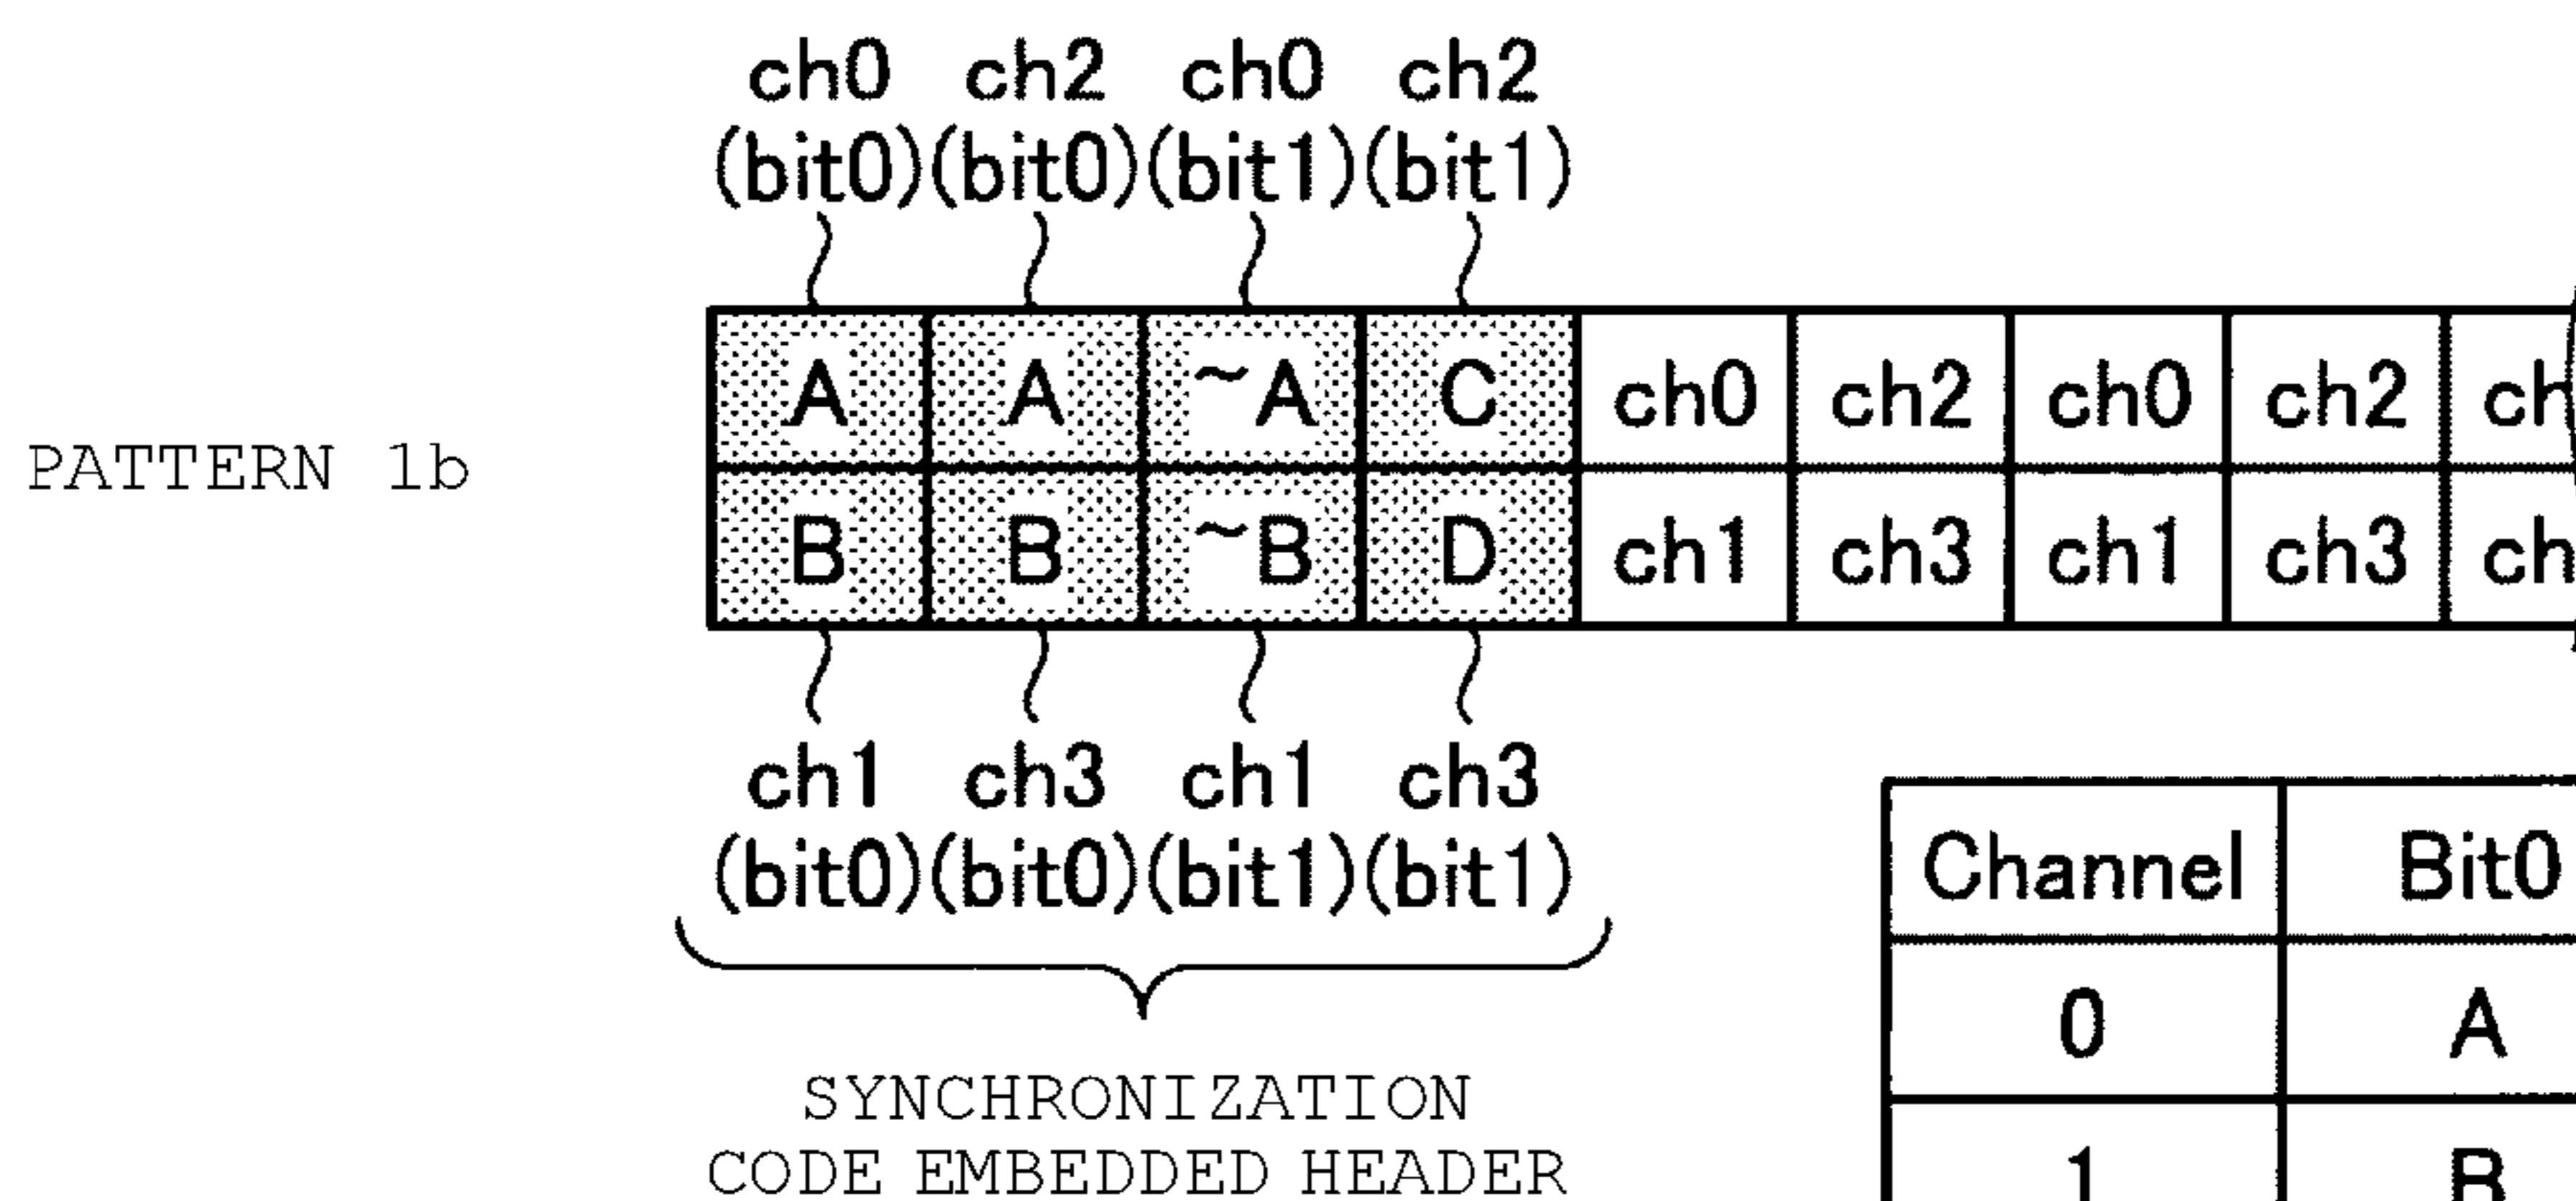 ch0 ch2 ch0 ch2
(bit0) (bit0) (bit1) (bit1)
A A ~A C ch0 ch2 ch0 ch2
PATTERN 1b
B B ~B D ch1 ch3 ch1 ch3
ch1 ch3 ch1 ch3
(bit0) (bit0) (bit1) (bit1)
Channel Bit0
0 A
SYNCHRONIZATION
1 B
CODE EMBEDDED HEADER